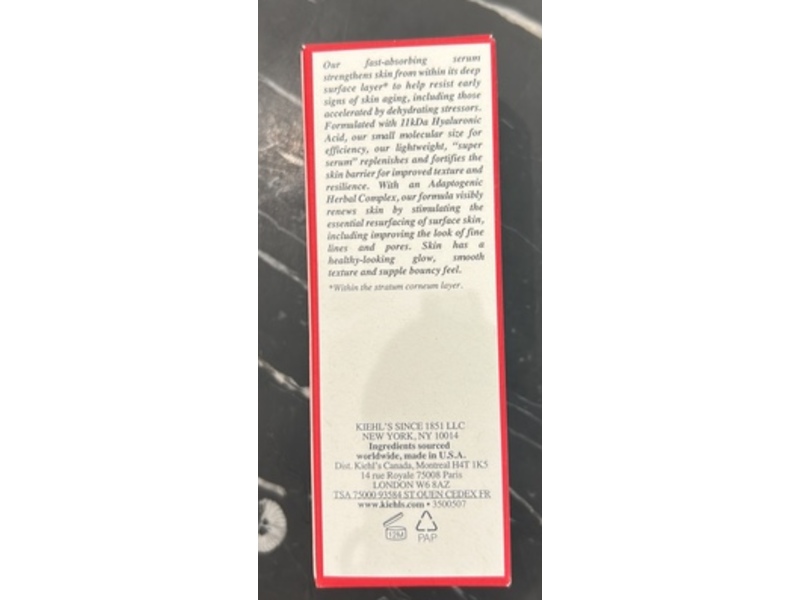 Our fast-absorbing serum
strengthens skin from within its deep
surface layer* to help resist early
signs of skin aging, including those
accelerated by dehydrating stressors.
Formulated with 11kDa Hyaluronic
Acid, our small molecular size for
efficiency, our lightweight, "super
serum" replenishes and fortifies the
skin barrier for improved texture and
resilience. With an Adaptogenic
Herbal Complex, our formula visibly
renews skin by stimulating the
essential resurfacing of surface skin,
including improving the look of fine
lines and pores. Skin has a
healthy-looking glow, smooth
texture and supple bouncy feel.
*Within the stratum corneum layer.
KIEHL'S SINCE 1851 LLC
NEW YORK, NY 10014
Ingredients sourced
worldwide, made in U.S.A.
Dist. Kiehl's Canada, Montreal H4T 1K5
14 rue Royale 75008 Paris
LONDON W6 8AZ
TSA 75000 93584 ST OUEN CEDEX FR
www.kiehls.com • 3500507
12M
PAP